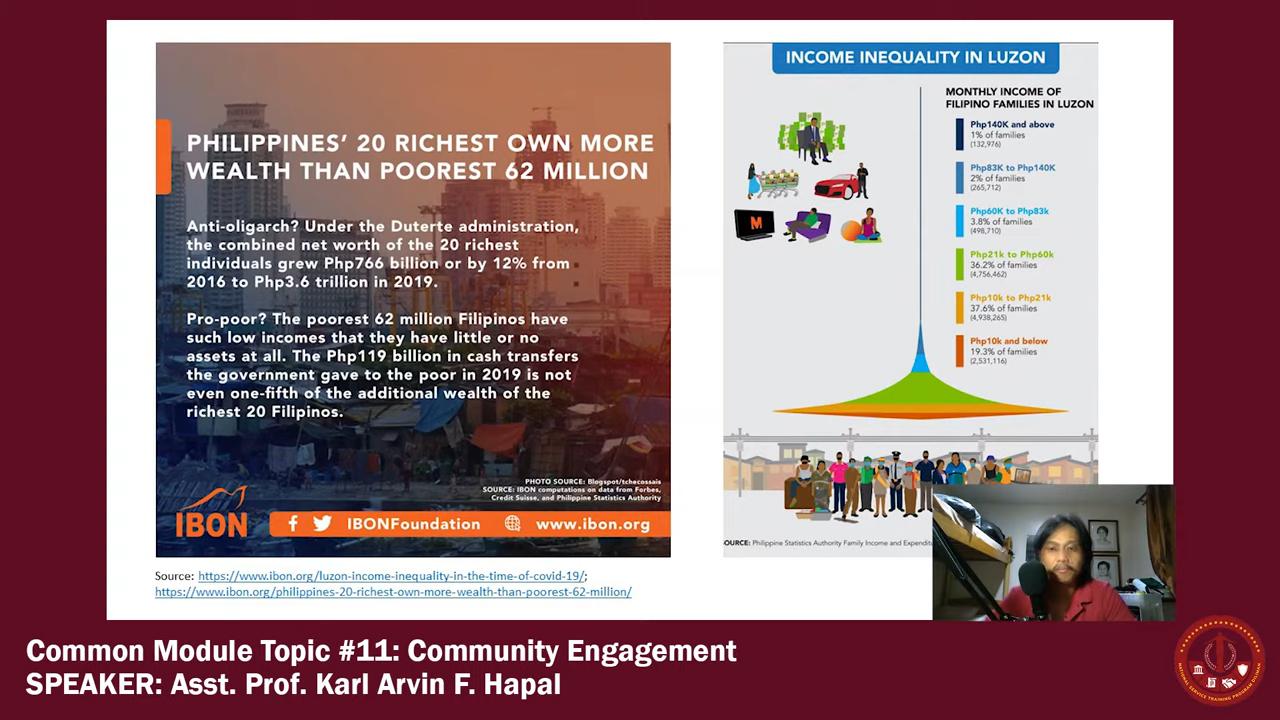 PHILIPPINES' 20 RICHEST OWN MORE
WEALTH THAN POOREST 62 MILLION
Anti-oligarch? Under the Duterte administration,
the combined net worth of the 20 richest
individuals grew Php766 billion or by 12% from
2016 to Php3.6 trillion in 2019.
Pro-poor? The poorest 62 million Filipinos have
such low incomes that they have little or no
assets at all. The Php119 billion in cash transfers
the government gave to the poor in 2019 is not
even one-fifth of the additional wealth of the
richest 20 Filipinos.
PHOTO SOURCE: Blogspot/tchecossais
SOURCE: IBON computations on data from Forbes,
Credit Suisse, and Philippine Statistics Authority
IBON
IBONFoundation
www.ibon.org
INCOME INEQUALITY IN LUZON
MONTHLY INCOME OF
FILIPINO FAMILIES IN LUZON
Php140K and above
1% of families
(132,976)
Php83K to Php140K
2% of families
(265,712)
Php60K to Php83k
3.8% of families
(498,710)
Php21k to Php60k
36.2% of families
(4,756,462)
Php10k to Php21k
37.6% of families
(4,938,265)
Php10k and below
19.3% of families
(2,531,116)
M
OURCE: Philippine Statistics Authority Family Income and Expenditu
Source: https://www.ibon.org/luzon-income-inequality-in-the-time-of-covid-19/;
https://www.ibon.org/philippines-20-richest-own-more-wealth-than-poorest-62-million/
Common Module Topic #11: Community Engagement
SPEAKER: Asst. Prof. Karl Arvin F. Hapal
NATIONAL SERVICE TRAINING PROGRAM DILIMAN